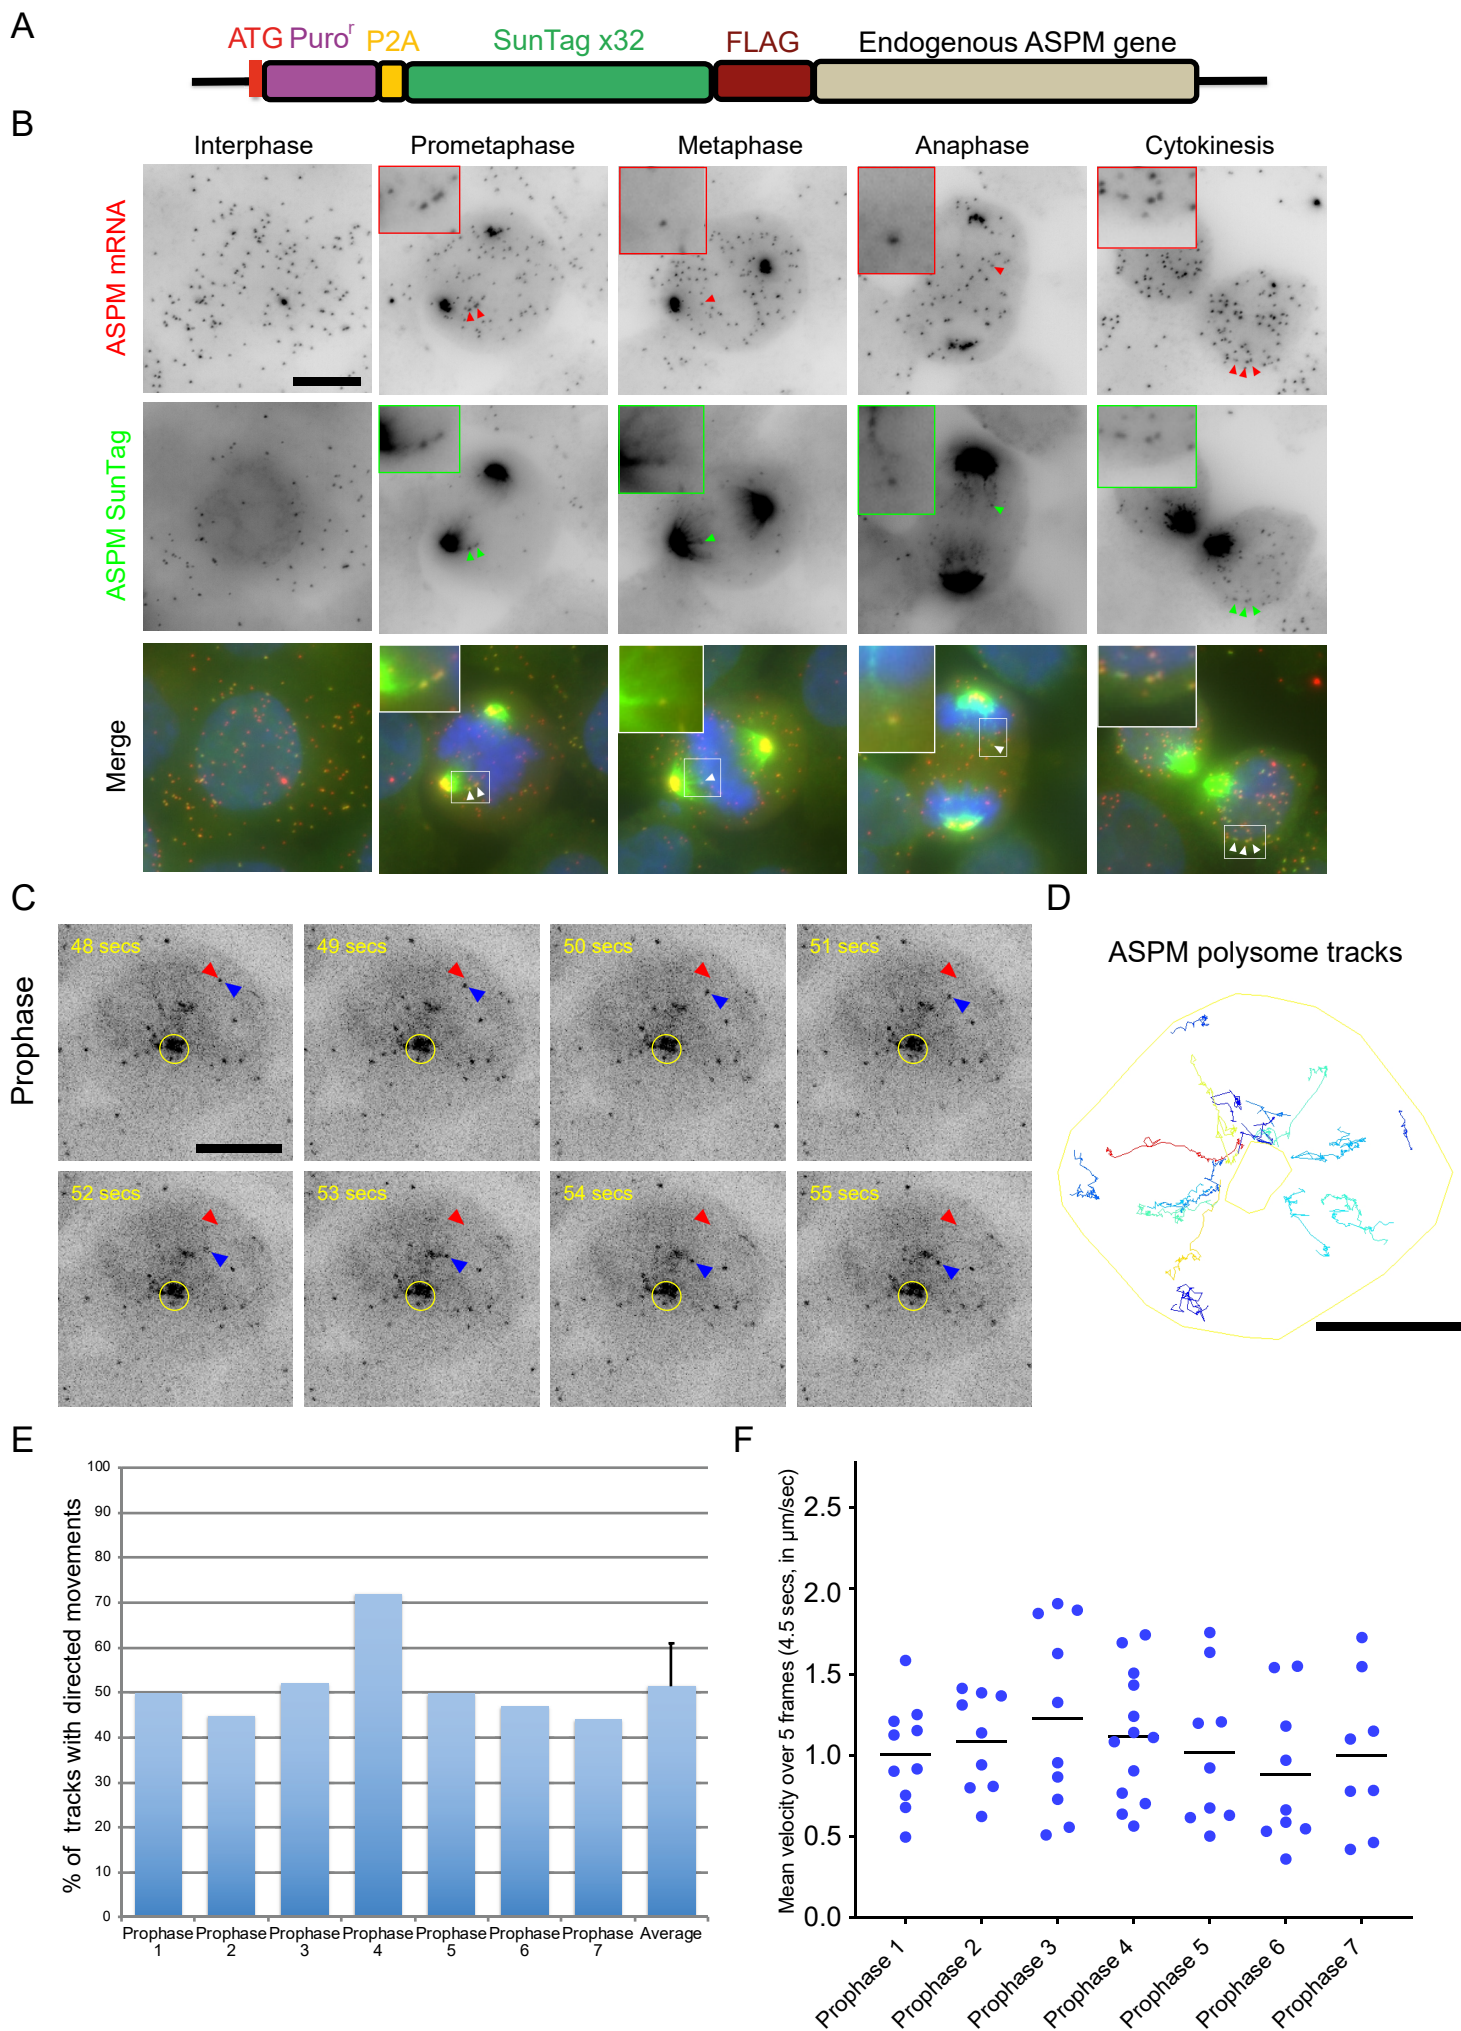 A
ATG Puroʳ P2A SunTag x32 FLAG Endogenous ASPM gene
B
Interphase Prometaphase Metaphase Anaphase Cytokinesis
ASPM mRNA
ASPM SunTag
Merge
C
Prophase
48 secs 49 secs 50 secs 51 secs
52 secs 53 secs 54 secs 55 secs
D
ASPM polysome tracks
E
% of tracks with directed movements
100
90
80
70
60
50
40
30
20
10
0
Prophase Prophase Prophase Prophase Prophase Prophase Prophase Average
1 2 3 4 5 6 7
F
Mean velocity over 5 frames (4.5 secs, in µm/sec)
2.5
2.0
1.5
1.0
0.5
0.0
Prophase 1
Prophase 2
Prophase 3
Prophase 4
Prophase 5
Prophase 6
Prophase 7